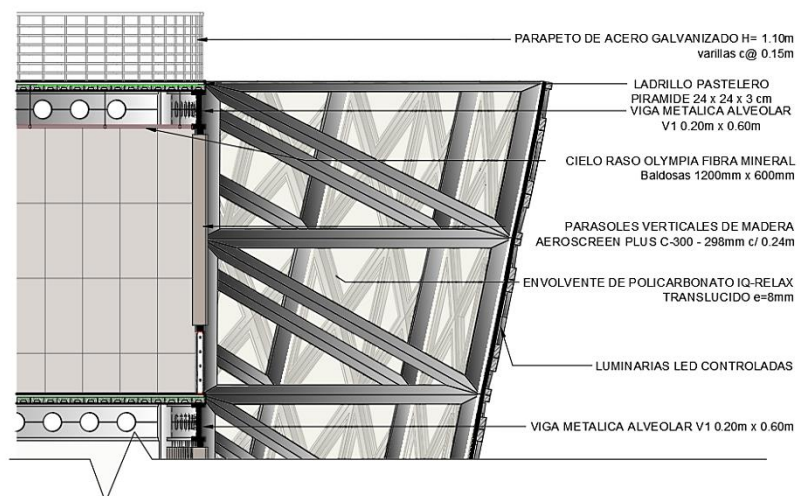 PARAPETO DE ACERO GALVANIZADO H= 1.10m
varillas c@ 0.15m
LADRILLO PASTELERO
PIRAMIDE 24 x 24 x 3 cm
VIGA METALICA ALVEOLAR
V1 0.20m x 0.60m
CIELO RASO OLYMPIA FIBRA MINERAL
Baldosas 1200mm x 600mm
PARASOLES VERTICALES DE MADERA
AEROSCREEN PLUS C-300 - 298mm c/ 0.24m
ENVOLVENTE DE POLICARBONATO IQ-RELAX
TRANSLUCIDO e=8mm
LUMINARIAS LED CONTROLADAS
VIGA METALICA ALVEOLAR V1 0.20m x 0.60m